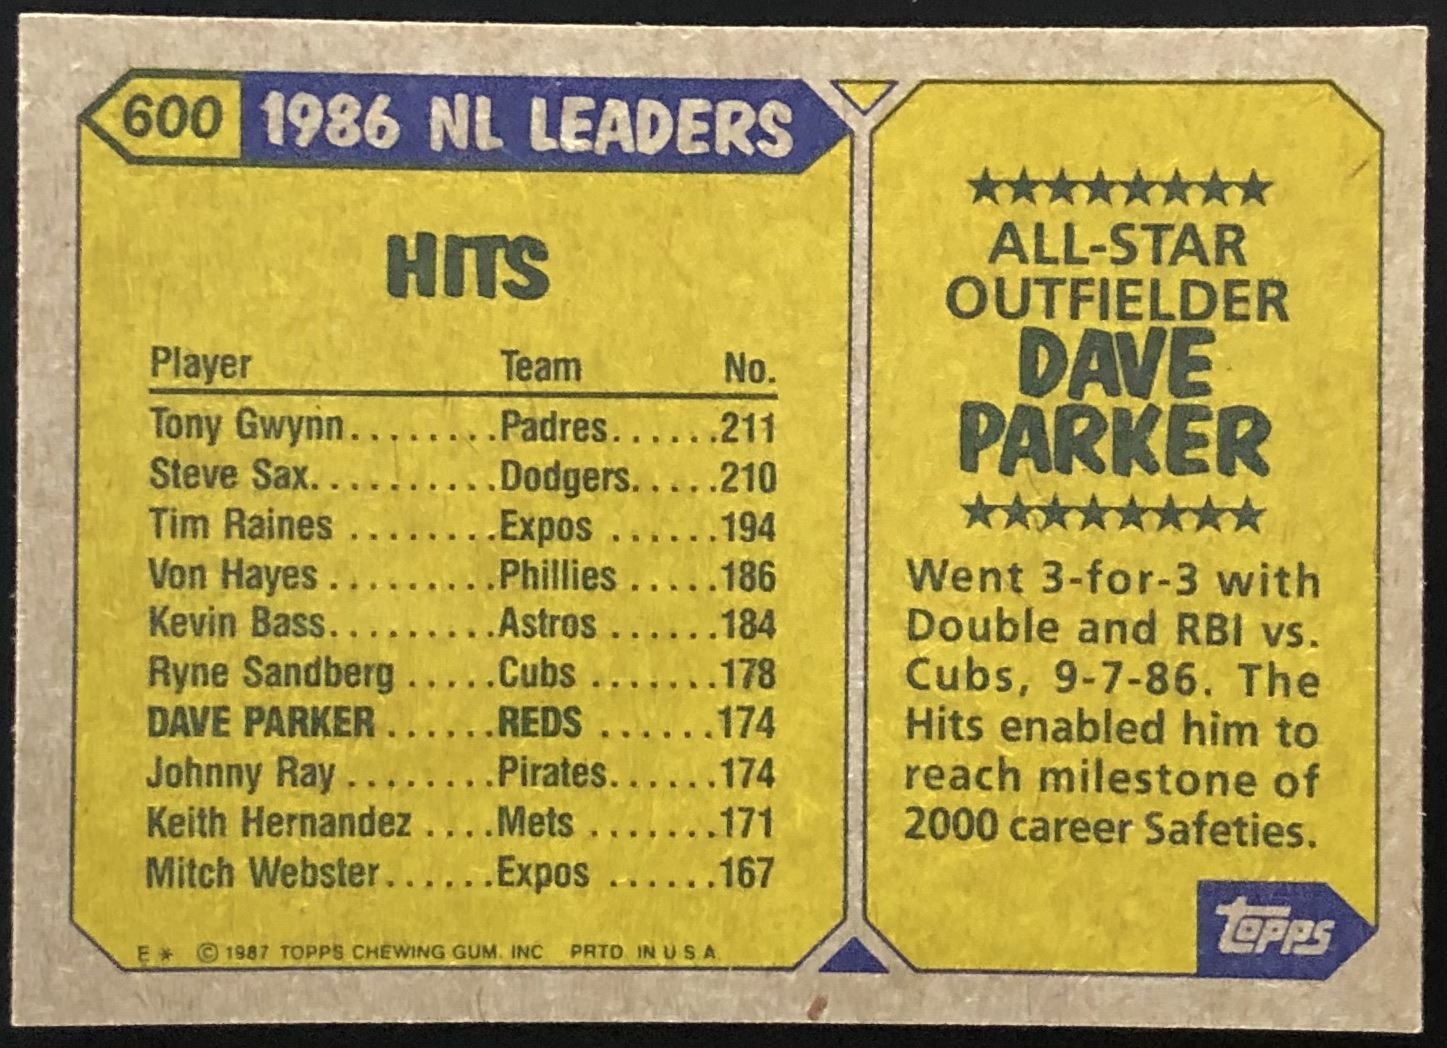 600 1986 NL LEADERS
HITS
Player Team No.
Tony Gwynn........Padres......211
Steve Sax..........Dodgers.....210
Tim Raines ........Expos ......194
Von Hayes .........Phillies .....186
Kevin Bass.........Astros ......184
Ryne Sandberg .....Cubs .......178
DAVE PARKER ......REDS ......174
Johnny Ray ........Pirates......174
Keith Hernandez ....Mets .......171
Mitch Webster......Expos ......167
E * © 1987 TOPPS CHEWING GUM. INC PRTD IN U S A
ALL-STAR
OUTFIELDER
DAVE
PARKER
Went 3-for-3 with
Double and RBI vs.
Cubs, 9-7-86. The
Hits enabled him to
reach milestone of
2000 career Safeties.
topps